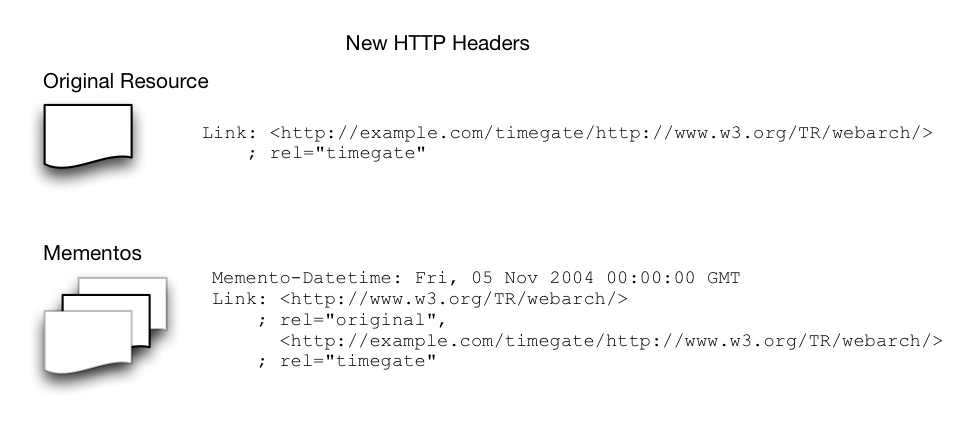 New HTTP Headers
Original Resource
Link: <http://example.com/timegate/http://www.w3.org/TR/webarch/>
; rel="timegate"
Mementos
Memento-Datetime: Fri, 05 Nov 2004 00:00:00 GMT
Link: <http://www.w3.org/TR/webarch/>
; rel="original",
<http://example.com/timegate/http://www.w3.org/TR/webarch/>
; rel="timegate"